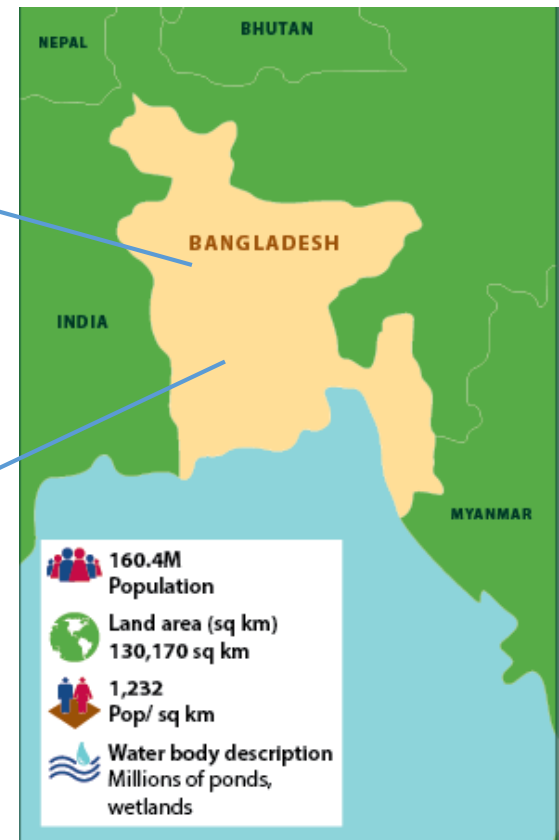 NEPAL
BHUTAN
BANGLADESH
INDIA
MYANMAR
160.4M
Population
Land area (sq km)
130,170 sq km
1,232
Pop/ sq km
Water body description
Millions of ponds,
wetlands